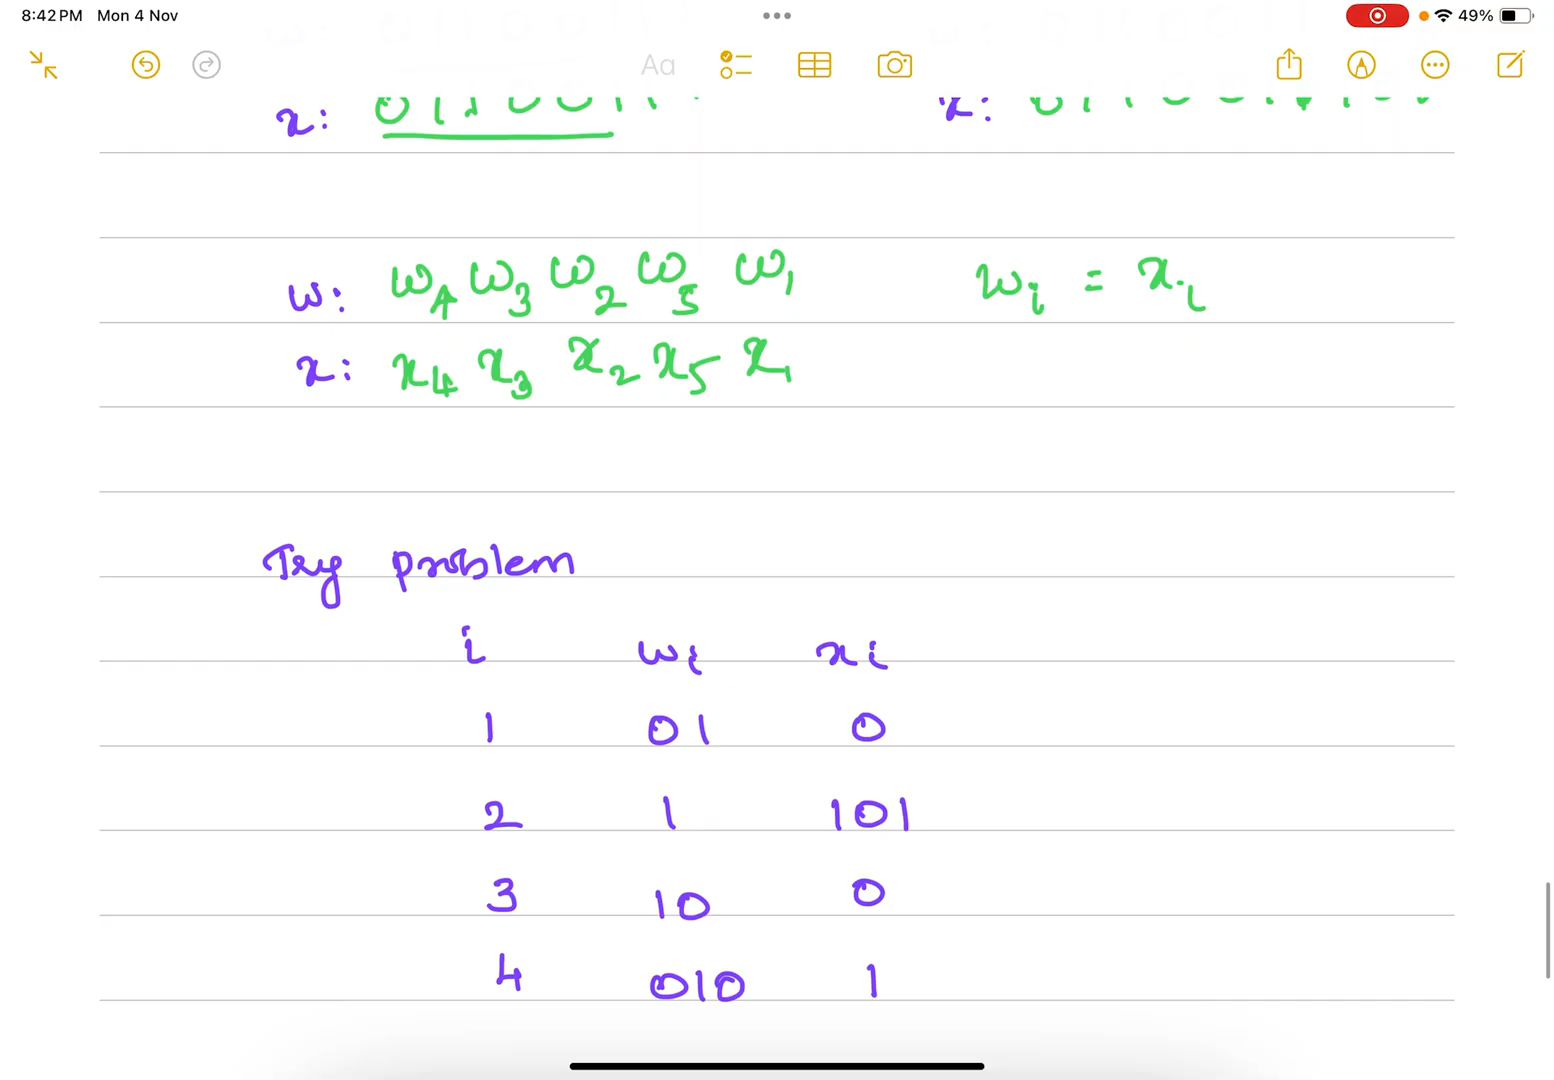 8:42 PM Mon 4 Nov
49%
Aa
x:
x:
w: w₄ w₃ w₂ w₅ w₁ wᵢ = xᵢ
x: x₄ x₃ x₂ x₅ x₁
Try problem
i wᵢ xᵢ
1 01 0
2 1 101
3 10 0
4 010 1